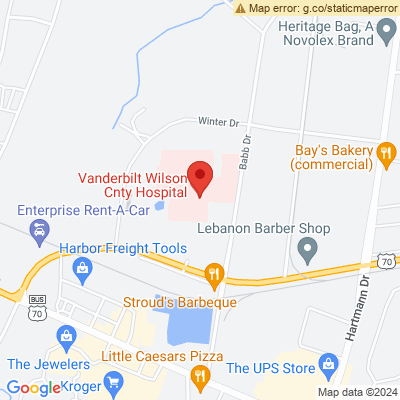 Map error: g.co/staticmaperror
Heritage Bag, A
Novolex Brand
Winter Dr
Babb Dr
Bay's Bakery
(commercial)
Vanderbilt Wilson
Cnty Hospital
Enterprise Rent-A-Car
Lebanon Barber Shop
Harbor Freight Tools
70
BUS
70
Stroud's Barbeque
Hartmann Dr
The Jewelers
Little Caesars Pizza
The UPS Store
Kroger
Google
Map data ©2024